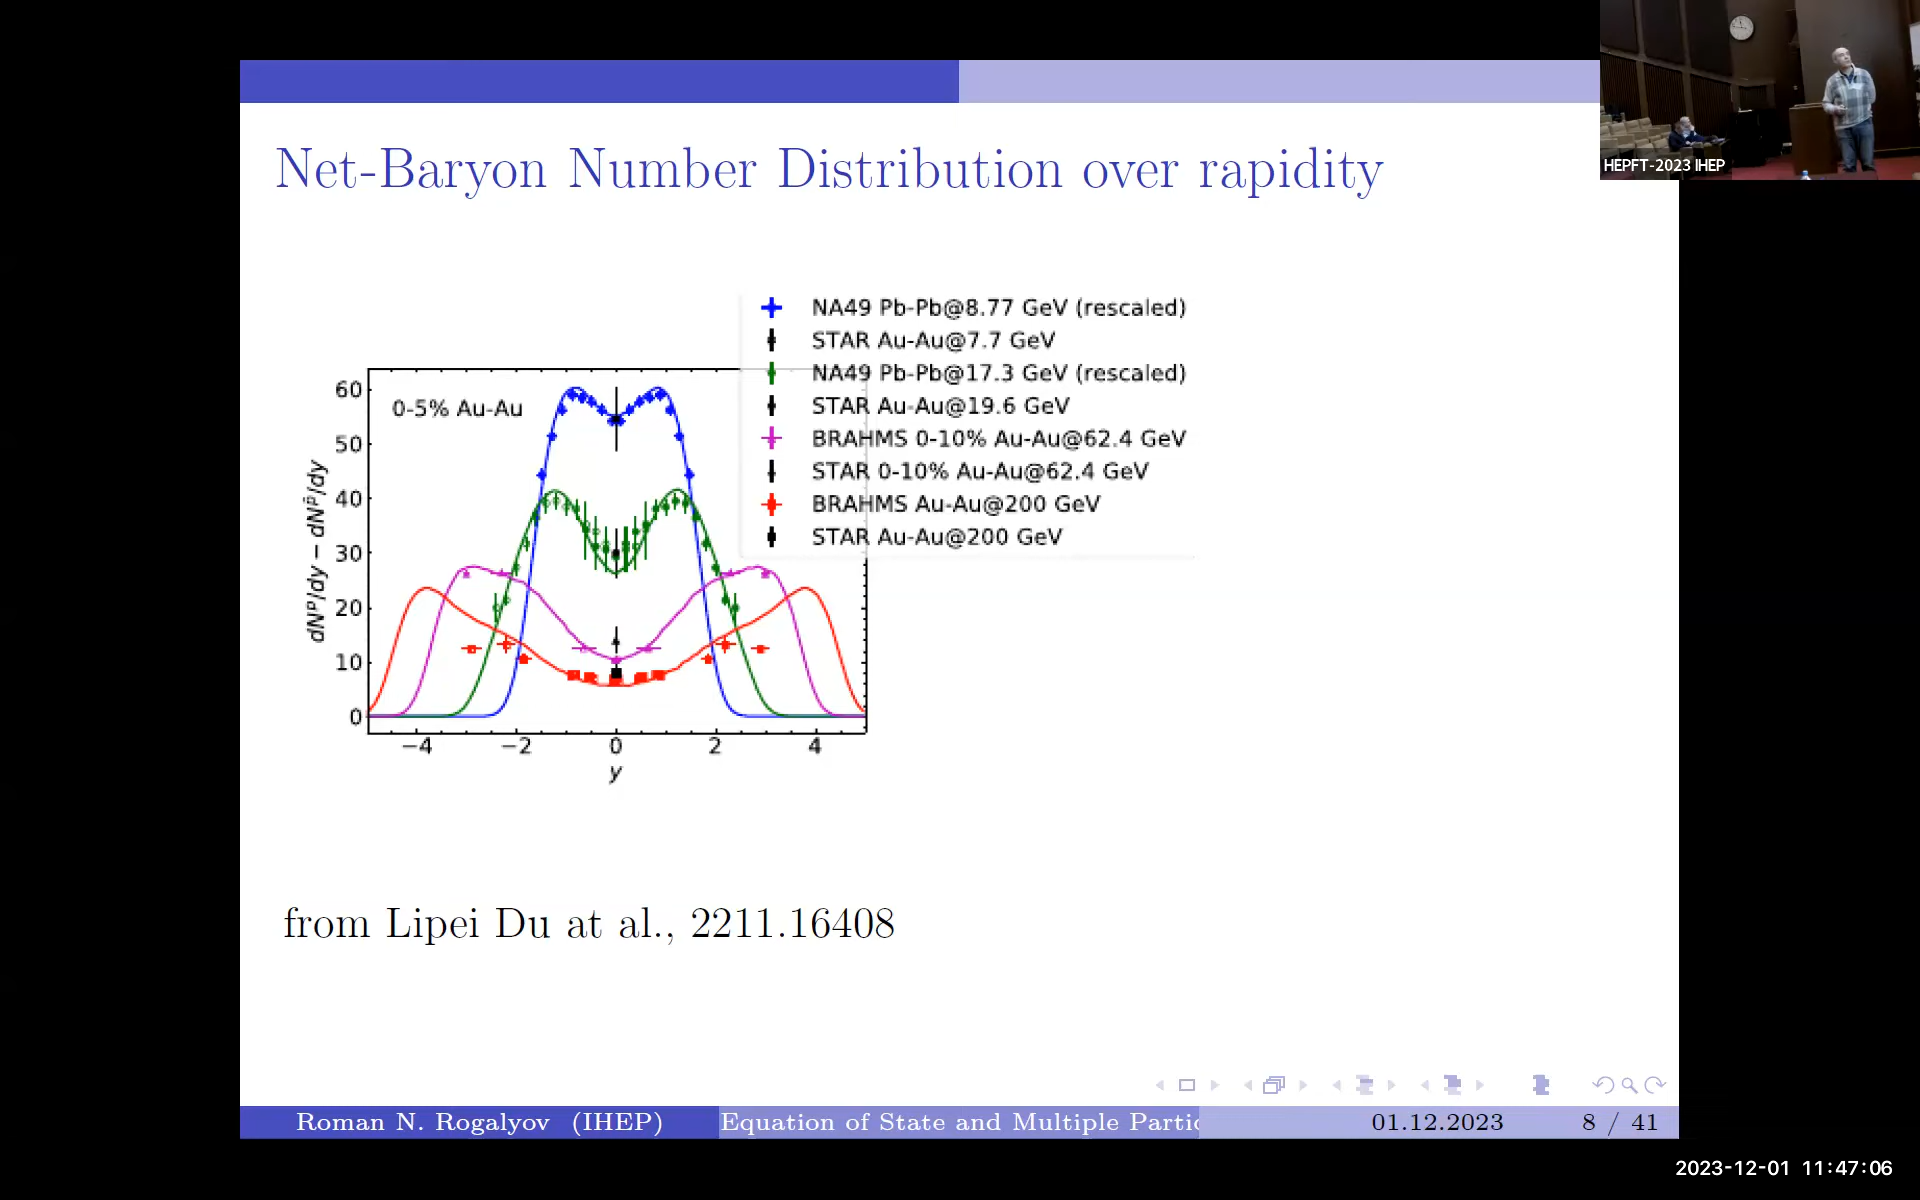 HEPFT-2023 IHEP
Net-Baryon Number Distribution over rapidity
NA49 Pb-Pb@8.77 GeV (rescaled)
STAR Au-Au@7.7 GeV
NA49 Pb-Pb@17.3 GeV (rescaled)
STAR Au-Au@19.6 GeV
BRAHMS 0-10% Au-Au@62.4 GeV
STAR 0-10% Au-Au@62.4 GeV
BRAHMS Au-Au@200 GeV
STAR Au-Au@200 GeV
0-5% Au-Au
dNᵖ/dy − dNᵖ̄/dy
60
50
40
30
20
10
0
−4 −2 0 2 4
y
from Lipei Du at al., 2211.16408
Roman N. Rogalyov (IHEP) Equation of State and Multiple Partic 01.12.2023 8 / 41
2023-12-01 11:47:06